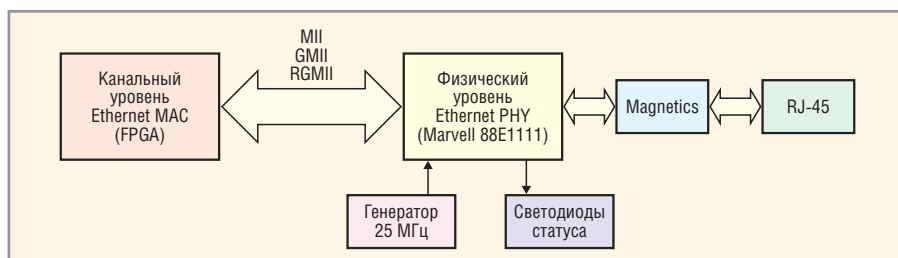 Канальный
уровень
Ethernet MAC
(FPGA)
MII
GMII
RGMII
Физический
уровень
Ethernet PHY
(Marvell 88E1111)
Magnetics
RJ-45
Генератор
25 МГц
Светодиоды
статуса